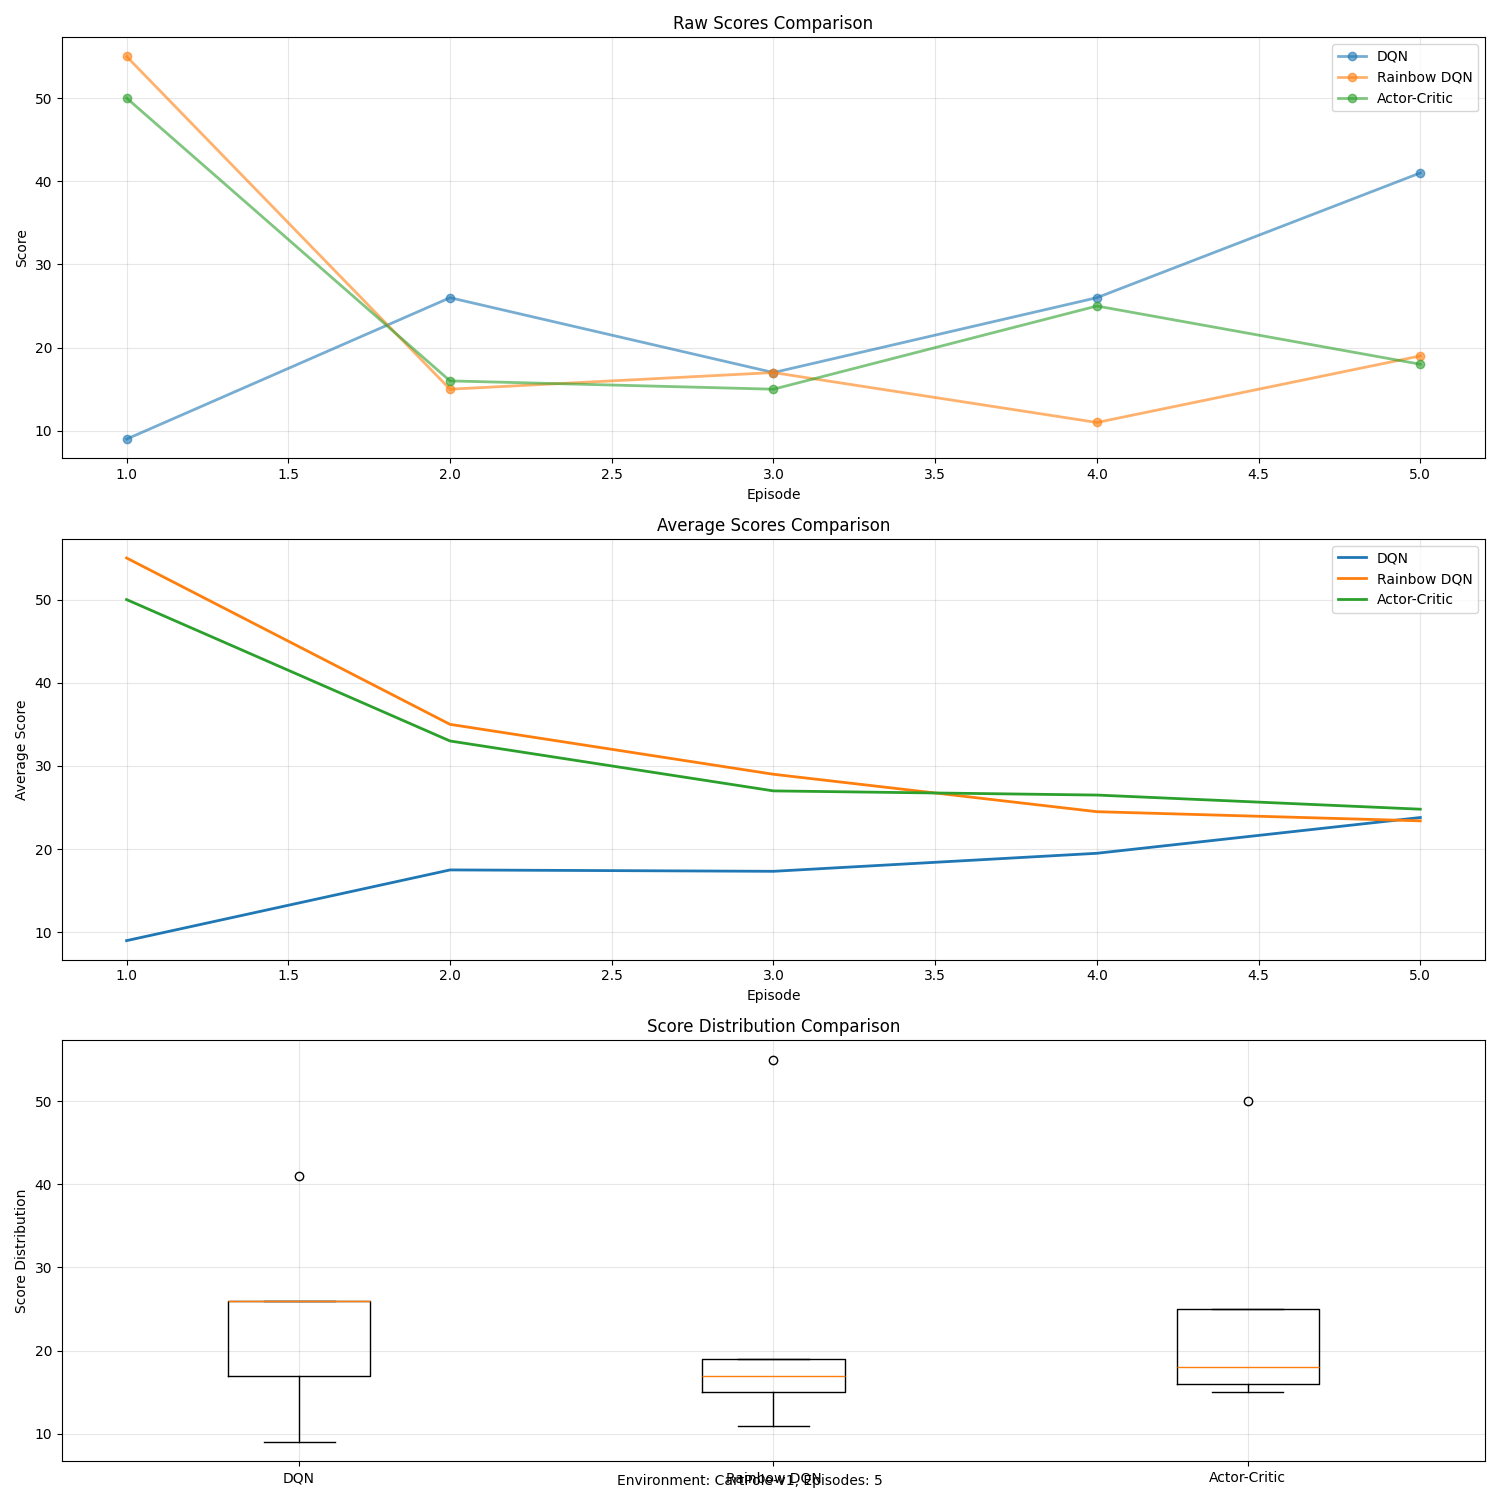 Raw Scores Comparison
DQN
Rainbow DQN
Actor-Critic
Score
50
40
30
20
10
1.0 1.5 2.0 2.5 3.0 3.5 4.0 4.5 5.0
Episode
Average Scores Comparison
DQN
Rainbow DQN
Actor-Critic
Average Score
50
40
30
20
10
1.0 1.5 2.0 2.5 3.0 3.5 4.0 4.5 5.0
Episode
Score Distribution Comparison
Score Distribution
50
40
30
20
10
DQN Rainbow DQN Actor-Critic
Environment: CartPole-v1, Episodes: 5